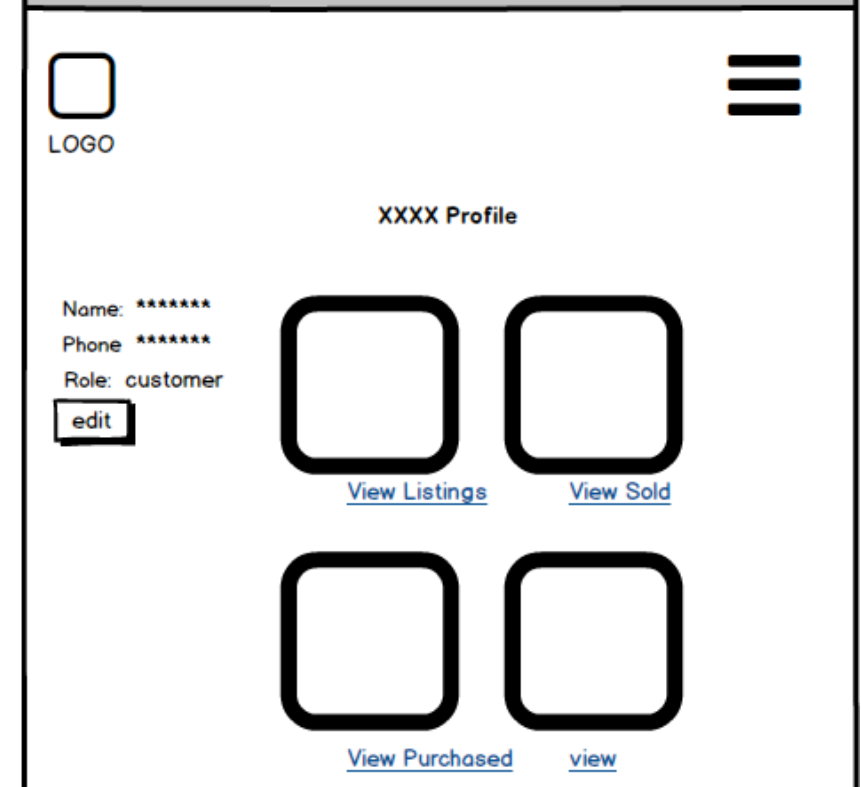 LOGO
XXXX Profile
Name: *******
Phone *******
Role: customer
edit
View Listings
View Sold
View Purchased
view